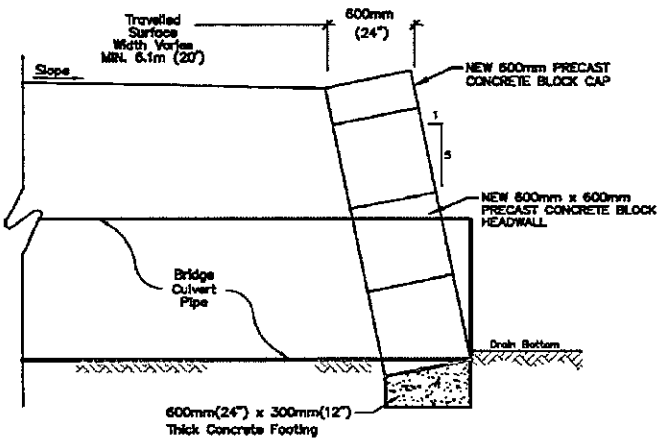 Travelled
Surface
Width Varies
MIN. 6.1m (20')
600mm
(24")
Slope
NEW 600mm PRECAST
CONCRETE BLOCK CAP
1
5
NEW 600mm x 600mm
PRECAST CONCRETE BLOCK
HEADWALL
Bridge
Culvert
Pipe
Drain Bottom
600mm(24") x 300mm(12")
Thick Concrete Footing